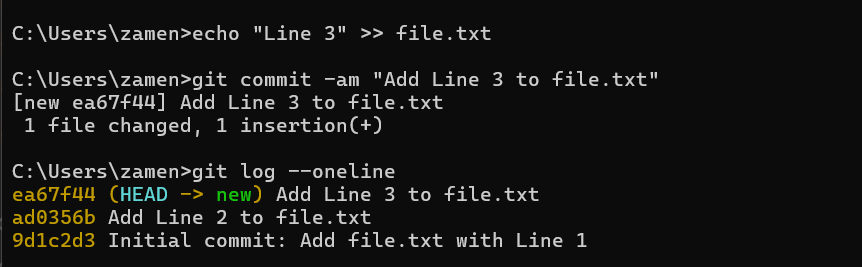 C:\Users\zamen>echo "Line 3" >> file.txt
C:\Users\zamen>git commit -am "Add Line 3 to file.txt"
[new ea67f44] Add Line 3 to file.txt
 1 file changed, 1 insertion(+)
C:\Users\zamen>git log --oneline
ea67f44 (HEAD -> new) Add Line 3 to file.txt
ad0356b Add Line 2 to file.txt
9d1c2d3 Initial commit: Add file.txt with Line 1